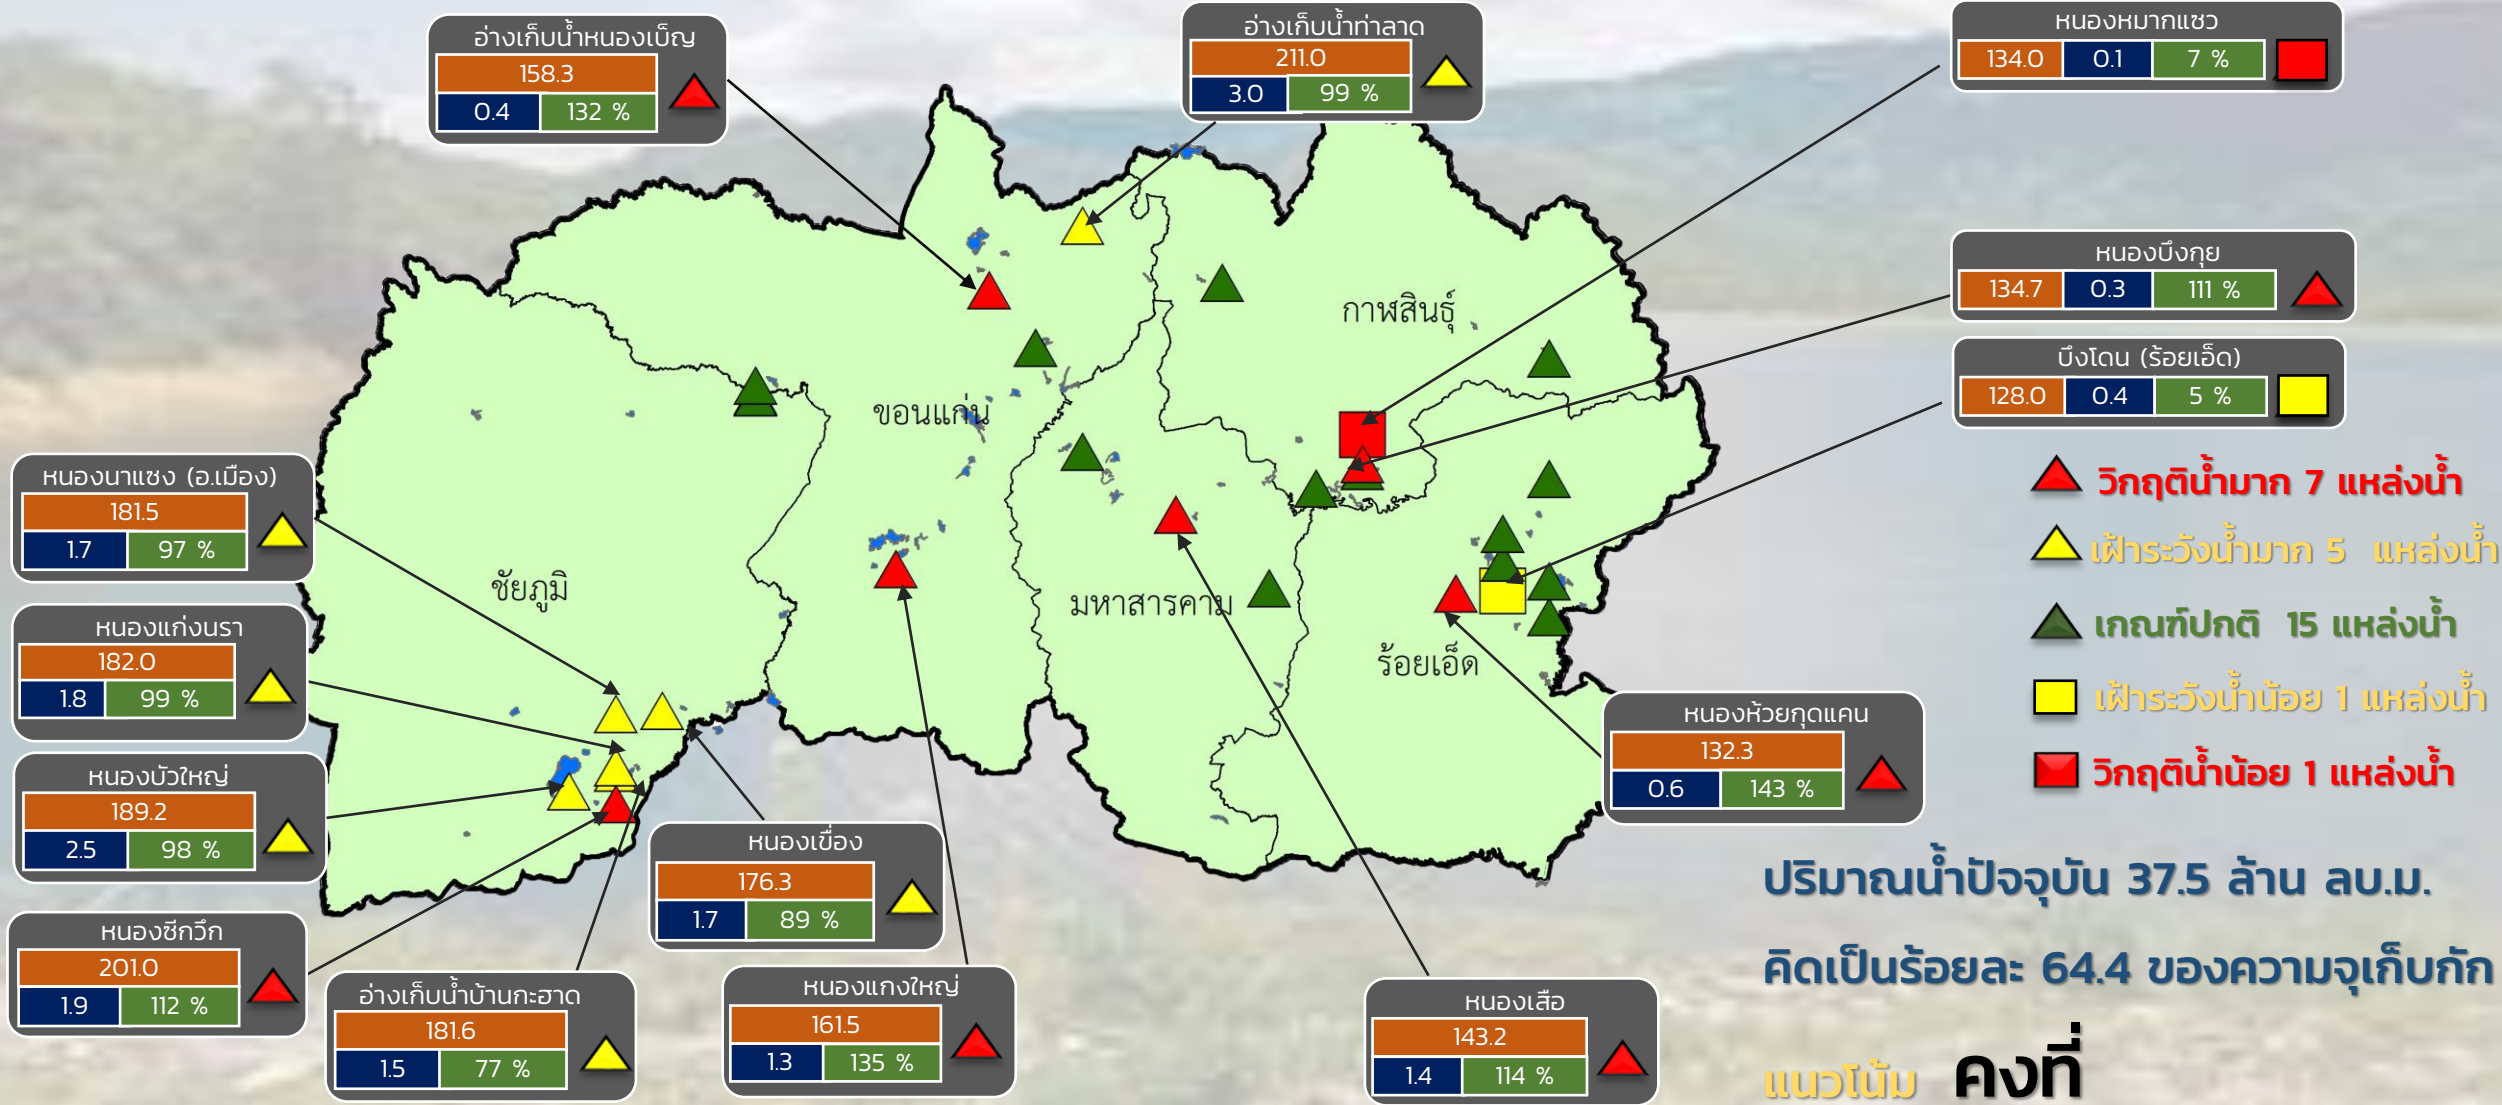 อ่างเก็บน้ำหนองเบ็ญ
158.3
0.4 132 %
อ่างเก็บน้ำท่าลาด
211.0
3.0 99 %
หนองหมากแซว
134.0 0.1 7 %
หนองบึงกุย
134.7 0.3 111 %
บึงโดน (ร้อยเอ็ด)
128.0 0.4 5 %
กาฬสินธุ์
ขอนแก่น
ชัยภูมิ
มหาสารคาม
ร้อยเอ็ด
หนองนาแซง (อ.เมือง)
181.5
1.7 97 %
หนองแก่งนรา
182.0
1.8 99 %
หนองบัวใหญ่
189.2
2.5 98 %
หนองซีกวึก
201.0
1.9 112 %
อ่างเก็บน้ำบ้านกะฮาด
181.6
1.5 77 %
หนองเขื่อง
176.3
1.7 89 %
หนองแกงใหญ่
161.5
1.3 135 %
หนองเสือ
143.2
1.4 114 %
หนองห้วยกุดแคน
132.3
0.6 143 %
วิกฤติน้ำมาก 7 แหล่งน้ำ
เฝ้าระวังน้ำมาก 5 แหล่งน้ำ
เกณฑ์ปกติ 15 แหล่งน้ำ
เฝ้าระวังน้ำน้อย 1 แหล่งน้ำ
วิกฤติน้ำน้อย 1 แหล่งน้ำ
ปริมาณน้ำปัจจุบัน 37.5 ล้าน ลบ.ม.
คิดเป็นร้อยละ 64.4 ของความจุเก็บกัก
แนวโน้ม คงที่